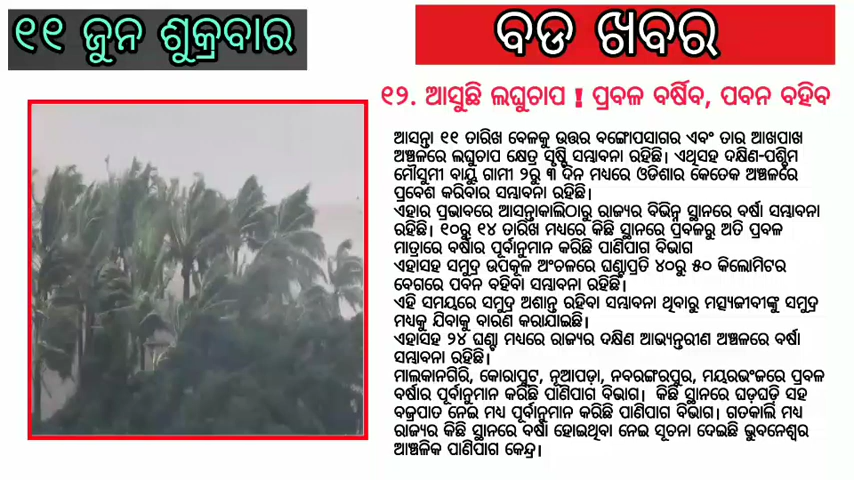 ୧୧ ଜୁନ ଶୁକ୍ରବାର
ବଡ ଖବର
୧୨. ଆସୁଛି ଲଘୁଚାପ ! ପ୍ରବଳ ବର୍ଷିବ, ପବନ ବହିବ
ଆସନ୍ତା ୧୧ ତାରିଖ ବେଳକୁ ଉତ୍ତର ବଙ୍ଗୋପସାଗର ଏବଂ ତାର ଆଖପାଖ
ଅଞ୍ଚଳରେ ଲଘୁଚାପ କ୍ଷେତ୍ର ସୃଷ୍ଟି ସମ୍ଭାବନା ରହିଛି। ଏଥିସହ ଦକ୍ଷିଣ-ପଶ୍ଚିମ
ମୌସୁମୀ ବାୟୁ ଗାମୀ ୨ରୁ ୩ ଦିନ ମଧ୍ୟରେ ଓଡିଶାର କେତେକ ଅଞ୍ଚଳରେ
ପ୍ରବେଶ କରିବାର ସମ୍ଭାବନା ରହିଛି।
ଏହାର ପ୍ରଭାବରେ ଆସନ୍ତାକାଲିଠାରୁ ରାଜ୍ୟର ବିଭିନ୍ନ ସ୍ଥାନରେ ବର୍ଷା ସମ୍ଭାବନା
ରହିଛି। ୧୦ରୁ ୧୪ ତାରିଖ ମଧ୍ୟରେ କିଛି ସ୍ଥାନରେ ପ୍ରବଳରୁ ଅତି ପ୍ରବଳ
ମାତ୍ରାରେ ବର୍ଷାର ପୂର୍ବାନୁମାନ କରିଛି ପାଣିପାଗ ବିଭାଗ
ଏହାସହ ସମୁଦ୍ର ଉପକୂଳ ଅଂଚଳରେ ଘଣ୍ଟାପ୍ରତି ୪୦ରୁ ୫୦ କିଲୋମିଟର
ବେଗରେ ପବନ ବହିବା ସମ୍ଭାବନା ରହିଛି।
ଏହି ସମୟରେ ସମୁଦ୍ର ଅଶାନ୍ତ ରହିବା ସମ୍ଭାବନା ଥିବାରୁ ମତ୍ସ୍ୟଜୀବୀଙ୍କୁ ସମୁଦ୍ର
ମଧ୍ୟକୁ ଯିବାକୁ ବାରଣ କରାଯାଇଛି।
ଏହାସହ ୨୪ ଘଣ୍ଟା ମଧ୍ୟରେ ରାଜ୍ୟର ଦକ୍ଷିଣ ଆଭ୍ୟନ୍ତରୀଣ ଅଞ୍ଚଳରେ ବର୍ଷା
ସମ୍ଭାବନା ରହିଛି।
ମାଲକାନଗିରି, କୋରାପୁଟ, ନୂଆପଡ଼ା, ନବରଙ୍ଗରପୁର, ମୟୂରଭଂଜରେ ପ୍ରବଳ
ବର୍ଷାର ପୂର୍ବାନୁମାନ କରିଛି ପାଣିପାଗ ବିଭାଗ। କିଛି ସ୍ଥାନରେ ଘଡ଼ଘଡ଼ି ସହ
ବଜ୍ରପାତ ନେଇ ମଧ୍ୟ ପୂର୍ବାନୁମାନ କରିଛି ପାଣିପାଗ ବିଭାଗ। ଗତକାଲି ମଧ୍ୟ
ରାଜ୍ୟର କିଛି ସ୍ଥାନରେ ବର୍ଷା ହୋଇଥିବା ନେଇ ସୂଚନା ଦେଇଛି ଭୁବନେଶ୍ୱର
ଆଞ୍ଚଳିକ ପାଣିପାଗ କେନ୍ଦ୍ର।